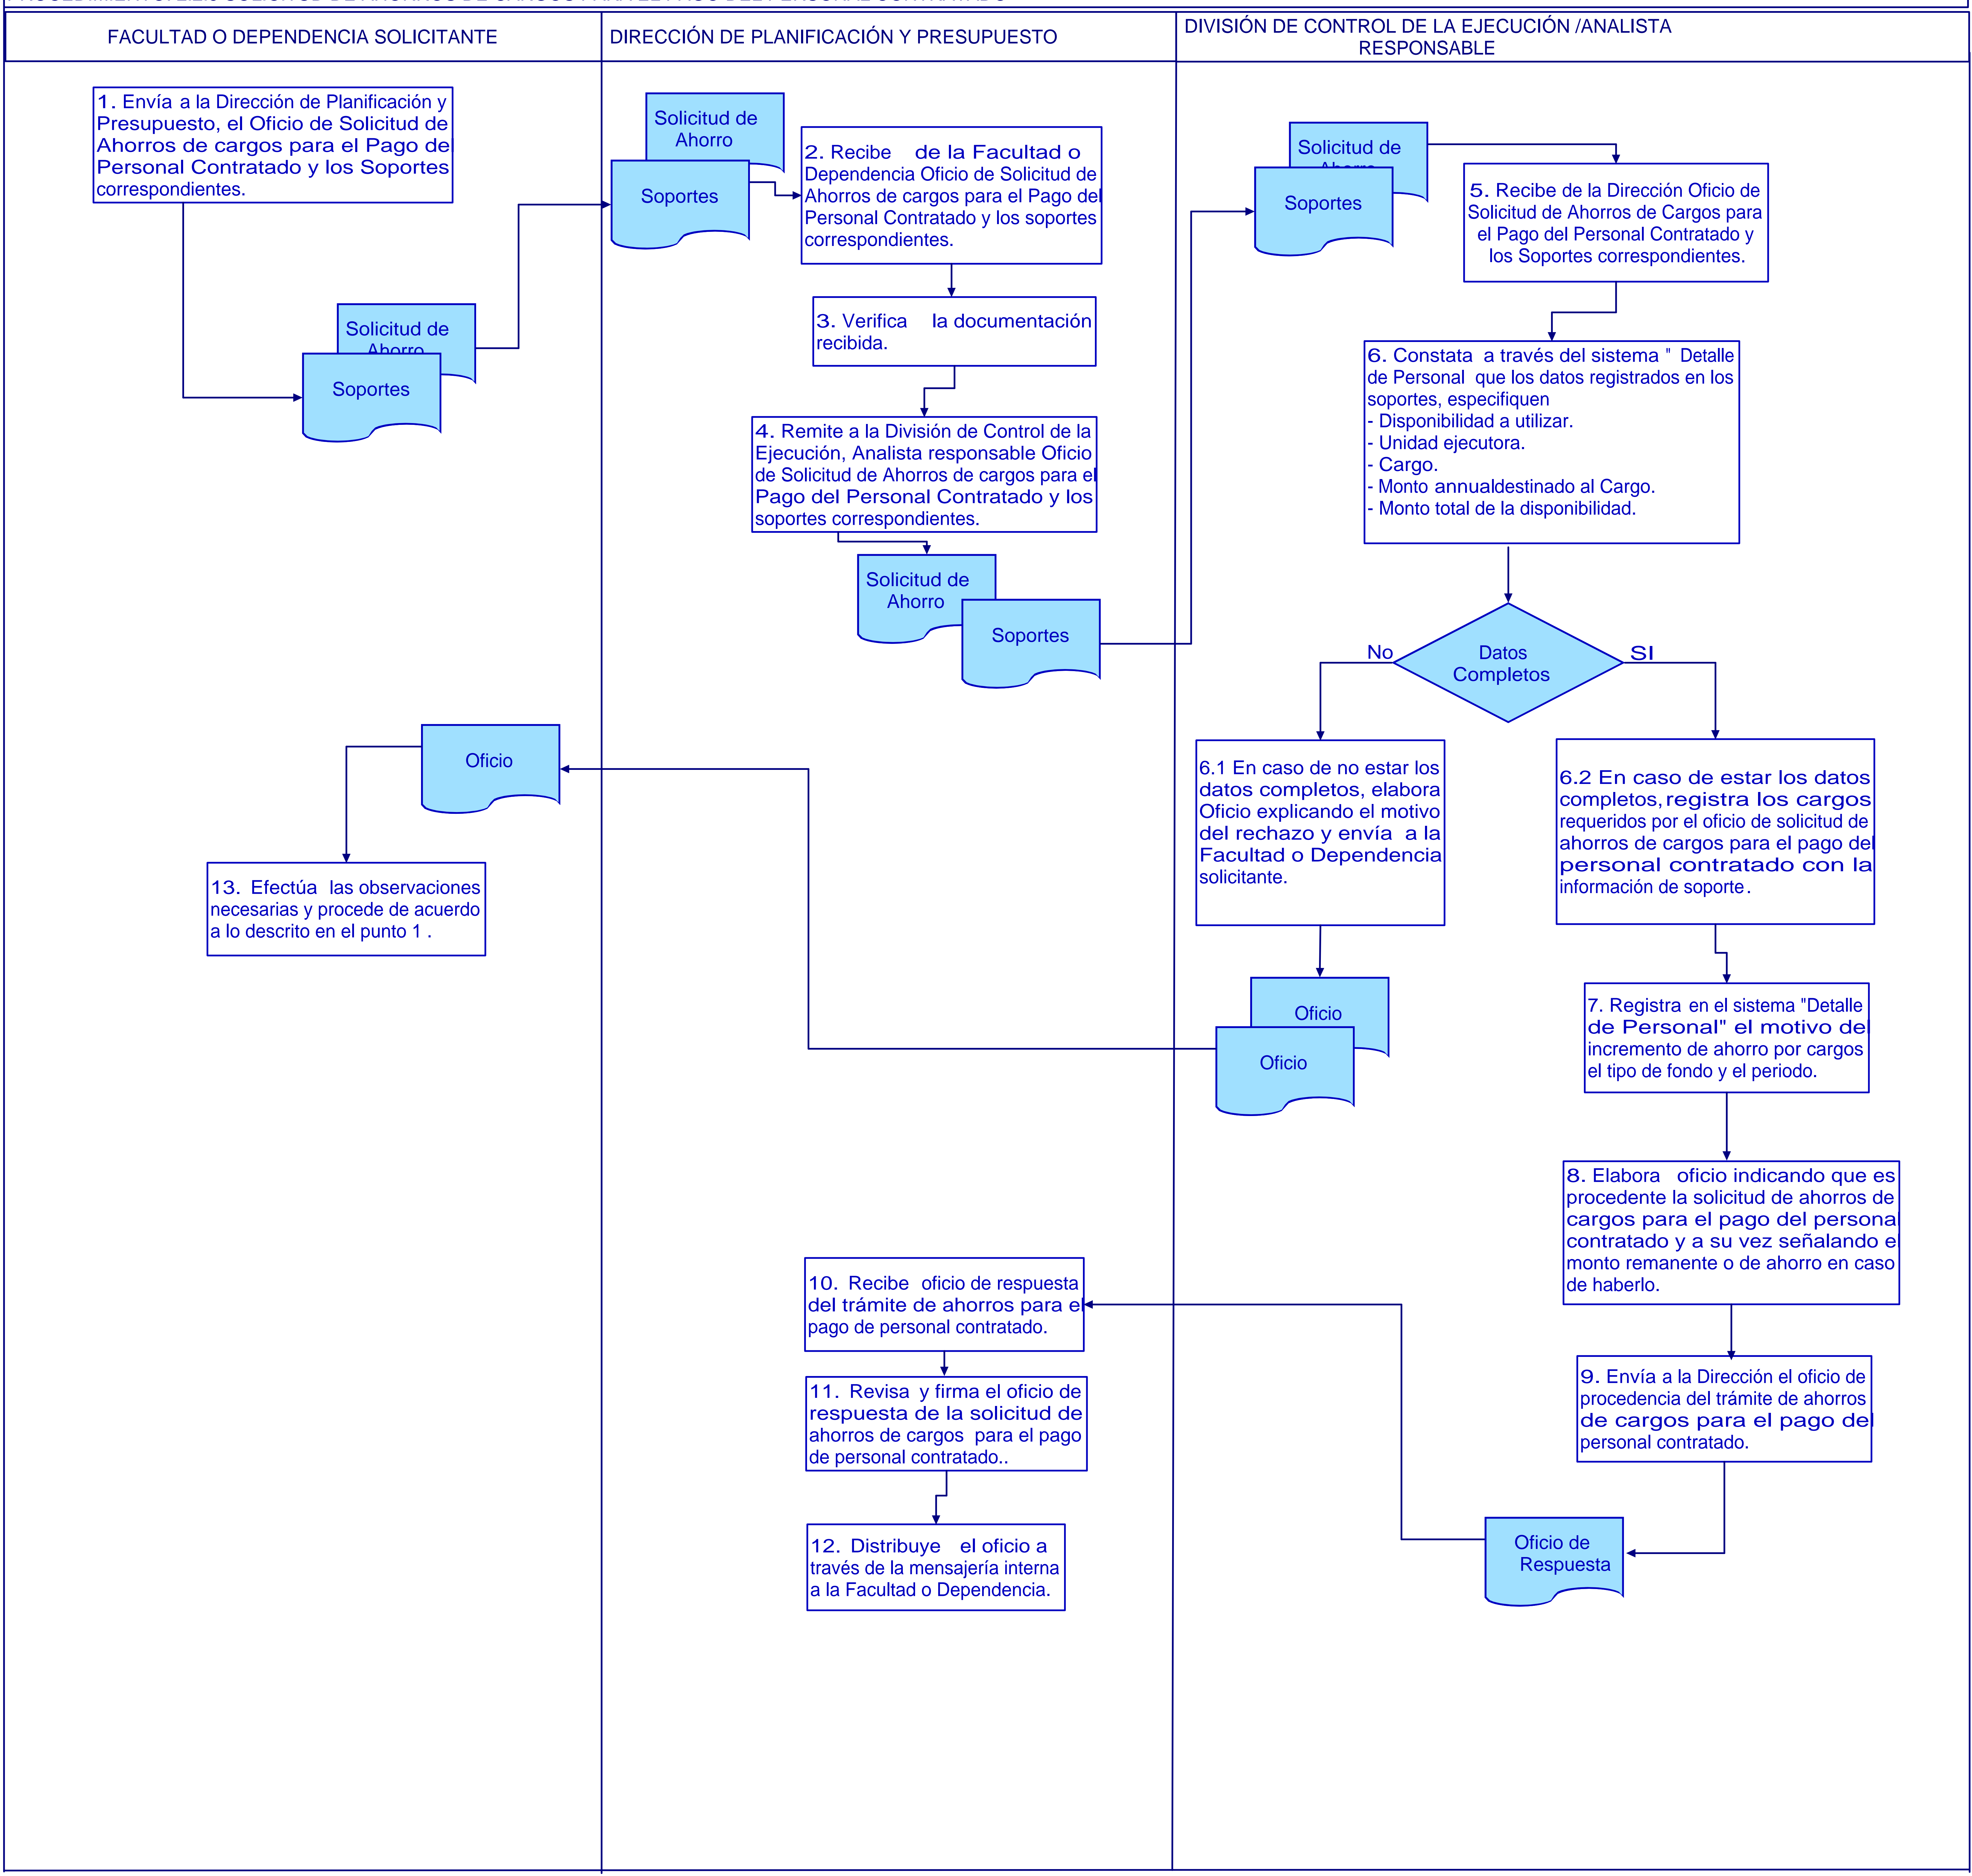 FACULTAD O DEPENDENCIA SOLICITANTE
DIRECCIÓN DE PLANIFICACIÓN Y PRESUPUESTO
DIVISIÓN DE CONTROL DE LA EJECUCIÓN /ANALISTA
RESPONSABLE
1. Envía a la Dirección de Planificación y
Presupuesto, el Oficio de Solicitud de
Ahorros de cargos para el Pago del
Personal Contratado y los Soportes
correspondientes.
Solicitud de
Ahorro
Soportes
Solicitud de
Ahorro
Soportes
2. Recibe de la Facultad o
Dependencia Oficio de Solicitud de
Ahorros de cargos para el Pago del
Personal Contratado y los soportes
correspondientes.
3. Verifica la documentación
recibida.
4. Remite a la División de Control de la
Ejecución, Analista responsable Oficio
de Solicitud de Ahorros de cargos para el
Pago del Personal Contratado y los
soportes correspondientes.
Solicitud de
Ahorro
Soportes
Solicitud de
Ahorro
Soportes
5. Recibe de la Dirección Oficio de
Solicitud de Ahorros de Cargos para
el Pago del Personal Contratado y
los Soportes correspondientes.
6. Constata a través del sistema " Detalle
de Personal que los datos registrados en los
soportes, especifiquen
- Disponibilidad a utilizar.
- Unidad ejecutora.
- Cargo.
- Monto annualdestinado al Cargo.
- Monto total de la disponibilidad.
No
Datos
Completos
SI
6.1 En caso de no estar los
datos completos, elabora
Oficio explicando el motivo
del rechazo y envía a la
Facultad o Dependencia
solicitante.
6.2 En caso de estar los datos
completos, registra los cargos
requeridos por el oficio de solicitud de
ahorros de cargos para el pago del
personal contratado con la
información de soporte.
Oficio
Oficio
Oficio
13. Efectúa las observaciones
necesarias y procede de acuerdo
a lo descrito en el punto 1 .
7. Registra en el sistema "Detalle
de Personal" el motivo del
incremento de ahorro por cargos
el tipo de fondo y el periodo.
8. Elabora oficio indicando que es
procedente la solicitud de ahorros de
cargos para el pago del personal
contratado y a su vez señalando el
monto remanente o de ahorro en caso
de haberlo.
9. Envía a la Dirección el oficio de
procedencia del trámite de ahorros
de cargos para el pago del
personal contratado.
Oficio de
Respuesta
10. Recibe oficio de respuesta
del trámite de ahorros para el
pago de personal contratado.
11. Revisa y firma el oficio de
respuesta de la solicitud de
ahorros de cargos para el pago
de personal contratado..
12. Distribuye el oficio a
través de la mensajería interna
a la Facultad o Dependencia.